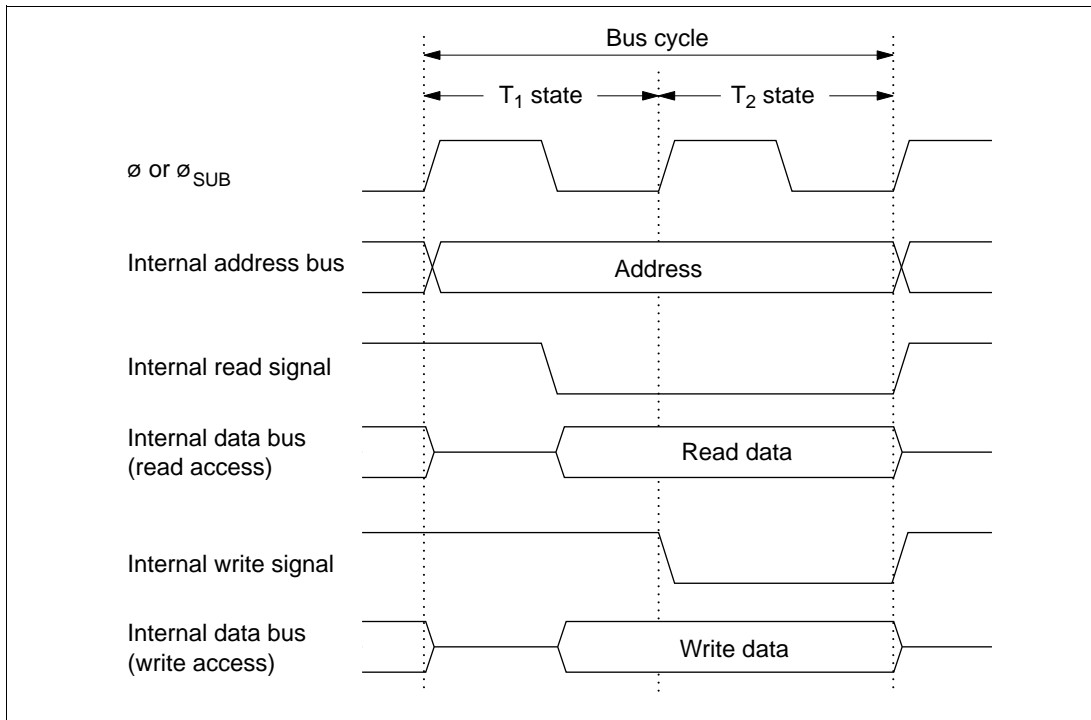 Bus cycle
T₁ state
T₂ state
ø or ø_SUB
Internal address bus
Address
Internal read signal
Internal data bus
(read access)
Read data
Internal write signal
Internal data bus
(write access)
Write data